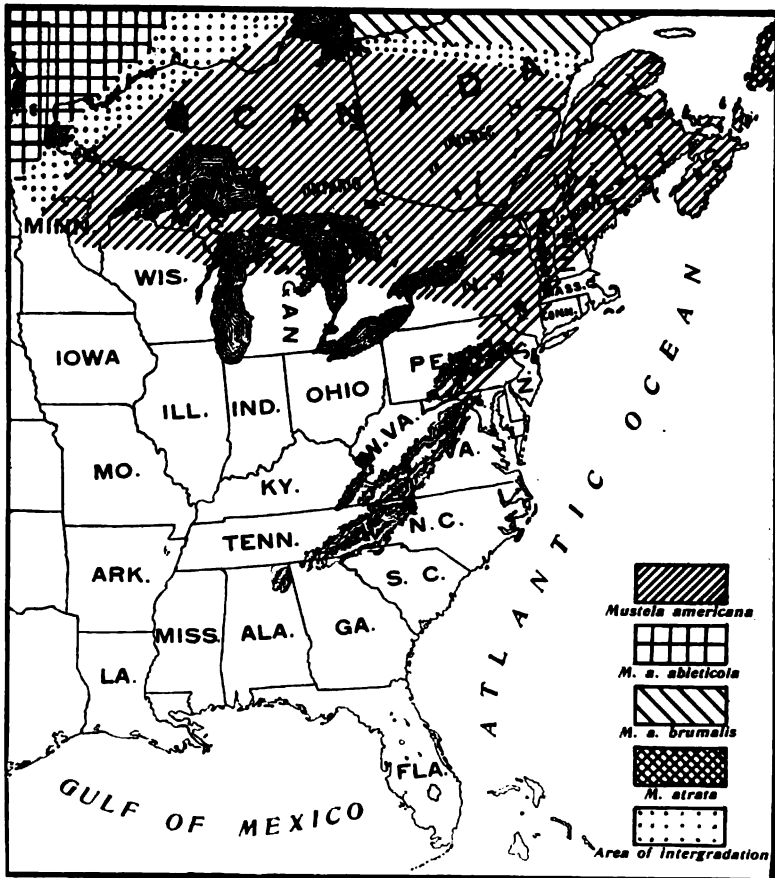 CANADA
MINN.
WIS.
GAN
N.Y.
MASS.
CONN.
IOWA
ILL.
IND.
OHIO
PEN
N.
W.VA.
VA.
MO.
KY.
TENN.
N.C.
ARK.
S. C.
MISS.
ALA.
GA.
LA.
FLA.
GULF OF MEXICO
ATLANTIC OCEAN
Mustela americana
M. a. abieticola
M. a. brumalis
M. atrata
Area of Intergradation